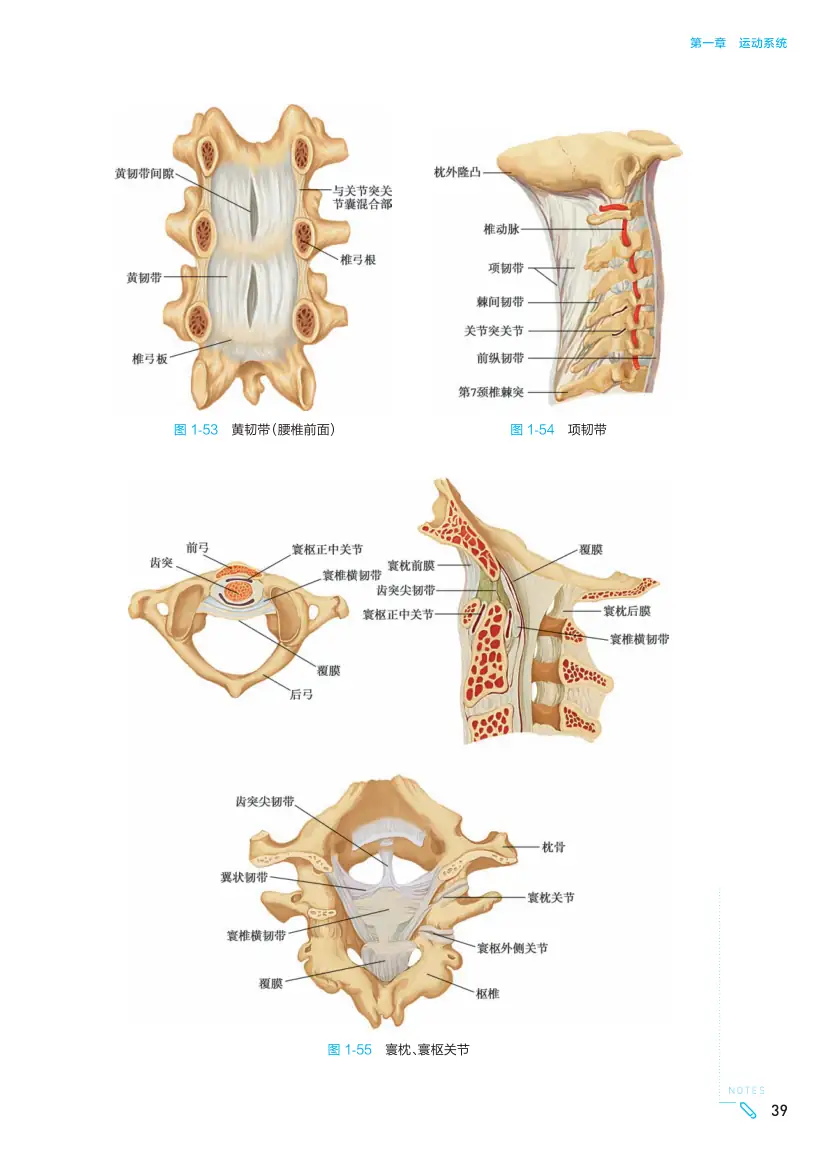 第一章 运动系统
黄韧带间隙
与关节突关
节囊混合部
椎弓根
黄韧带
椎弓板
图 1-53 黄韧带（腰椎前面）
枕外隆凸
椎动脉
项韧带
棘间韧带
关节突关节
前纵韧带
第7颈椎棘突
图 1-54 项韧带
前弓
齿突
寰枢正中关节
寰椎横韧带
覆膜
后弓
覆膜
寰枕前膜
齿突尖韧带
寰枢正中关节
寰枕后膜
寰椎横韧带
齿突尖韧带
枕骨
翼状韧带
寰枕关节
寰椎横韧带
寰枢外侧关节
覆膜
枢椎
图 1-55 寰枕、寰枢关节
NOTES
39